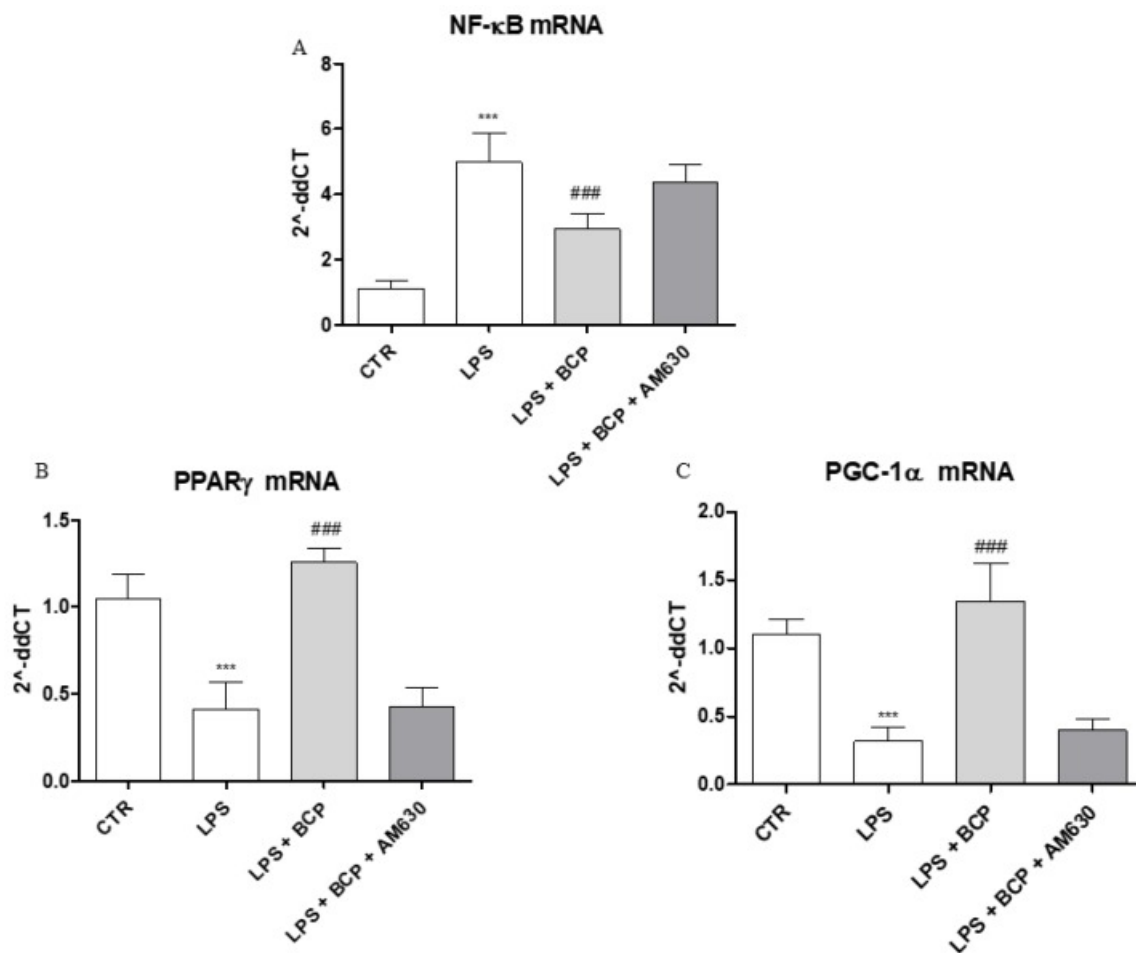 NF-κB mRNA
A
8
6
4
2
0
2^-ddCT
***
###
CTR
LPS
LPS + BCP
LPS + BCP + AM630
B
PPARγ mRNA
1.5
1.0
0.5
0.0
2^-ddCT
***
###
CTR
LPS
LPS + BCP
LPS + BCP + AM630
C
PGC-1α mRNA
2.0
1.5
1.0
0.5
0.0
2^-ddCT
***
###
CTR
LPS
LPS + BCP
LPS + BCP + AM630